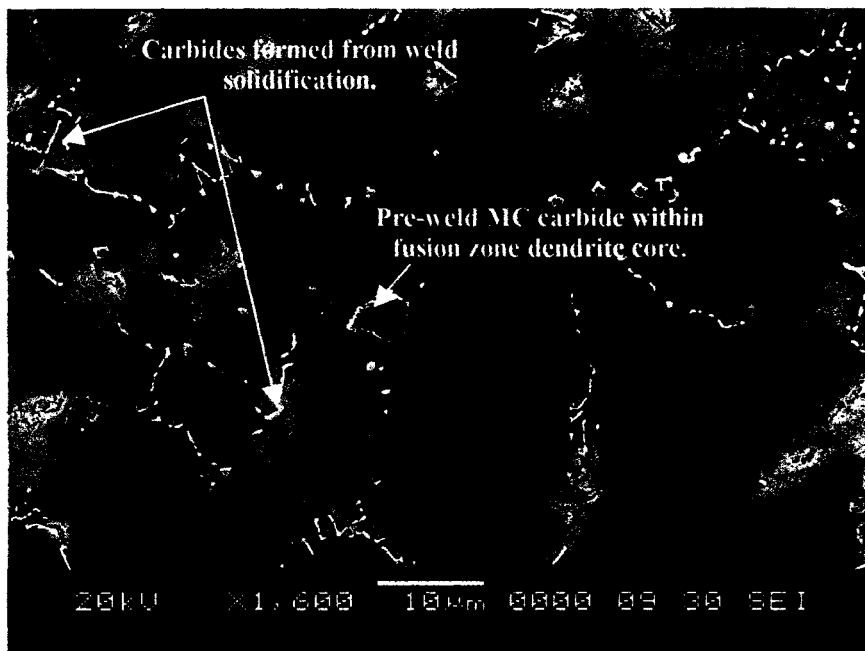 Carbides formed from weld
solidification.
Pre-weld MC carbide within
fusion zone dendrite core.
20kU X1,600 10μm 0000 09 30 SEI